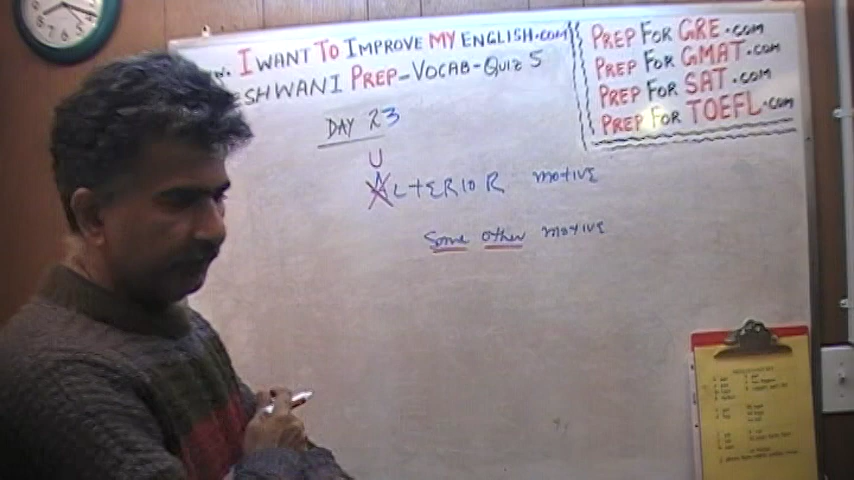 w. I WANT TO IMPROVE MY ENGLISH.COM
ESHWANI PREP-VOCAB-QUIZ 5
PREP FOR GRE.COM
PREP FOR GMAT.COM
PREP FOR SAT.COM
PREP FOR TOEFL.COM
DAY 23
U
ALTERIOR motive
Some other motive